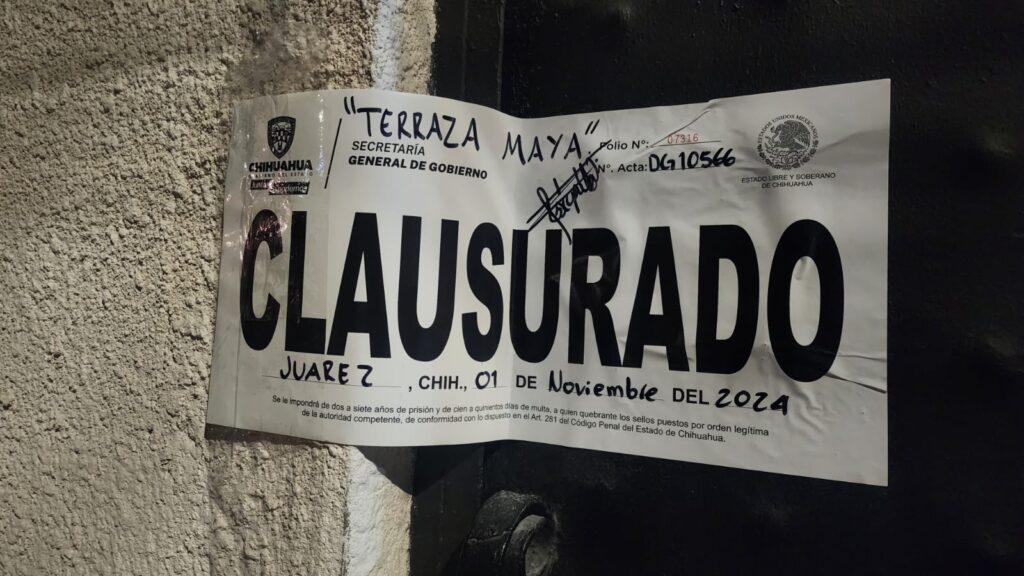 "TERRAZA MAYA"
CHIHUAHUA
SECRETARÍA
GENERAL DE GOBIERNO
Folio N°: 07316
N°. Acta: DG10566
ESTADOS UNIDOS MEXICANOS
ESTADO LIBRE Y SOBERANO
DE CHIHUAHUA
CLAUSURADO
JUAREZ, CHIH., 01 DE Noviembre DEL 2024
Se le impondrá de dos a siete años de prisión y de cien a quinientos días de multa, a quien quebrante los sellos puestos por orden legítima
de la autoridad competente, de conformidad con lo dispuesto en el Art. 281 del Código Penal del Estado de Chihuahua.